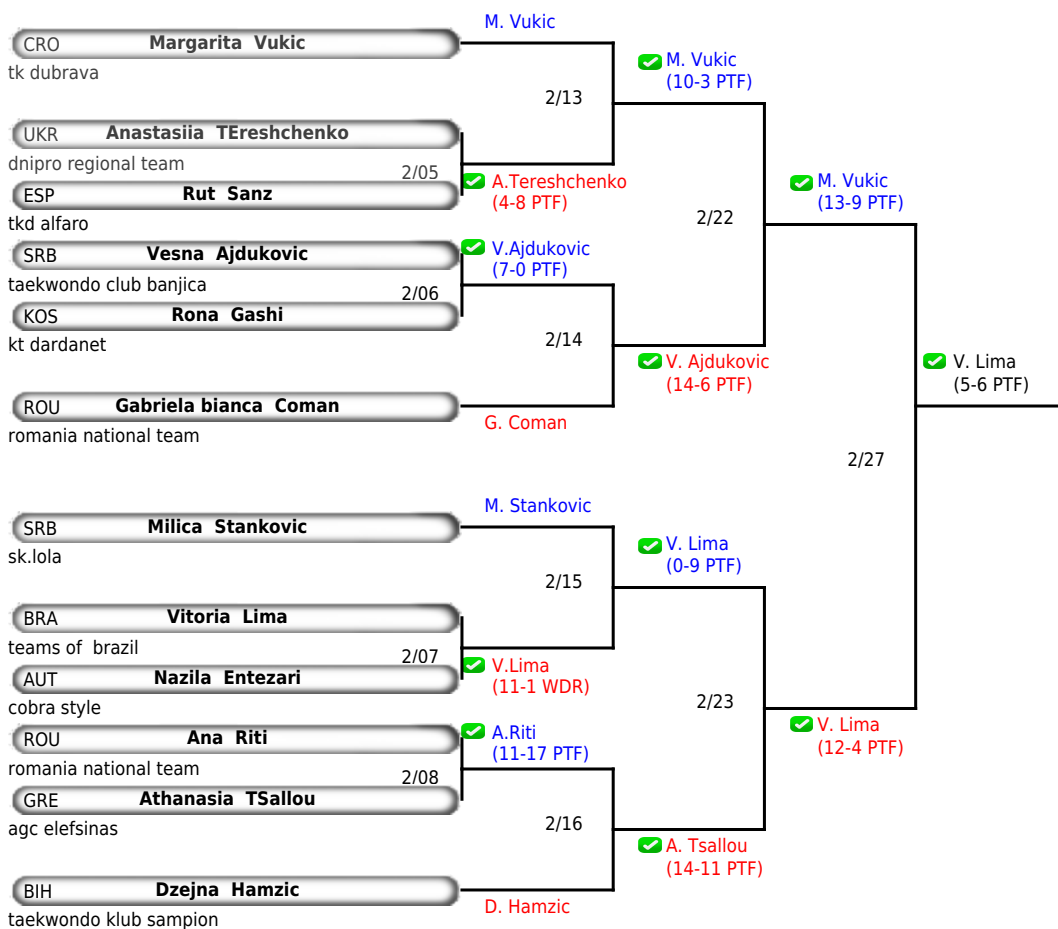 M. Vukic
CRO Margarita Vukic
tk dubrava
M. Vukic
(10-3 PTF)
2/13
UKR Anastasiia TEreshchenko
dnipro regional team
2/05
A.Tereshchenko
(4-8 PTF)
ESP Rut Sanz
tkd alfaro
M. Vukic
(13-9 PTF)
2/22
SRB Vesna Ajdukovic
taekwondo club banjica
V.Ajdukovic
(7-0 PTF)
2/06
KOS Rona Gashi
kt dardanet
2/14
V. Ajdukovic
(14-6 PTF)
V. Lima
(5-6 PTF)
ROU Gabriela bianca Coman
romania national team
G. Coman
2/27
M. Stankovic
SRB Milica Stankovic
sk.lola
V. Lima
(0-9 PTF)
2/15
BRA Vitoria Lima
teams of brazil
2/07
V.Lima
(11-1 WDR)
AUT Nazila Entezari
cobra style
2/23
V. Lima
(12-4 PTF)
ROU Ana Riti
romania national team
A.Riti
(11-17 PTF)
2/08
GRE Athanasia TSallou
agc elefsinas
2/16
A. Tsallou
(14-11 PTF)
BIH Dzejna Hamzic
taekwondo klub sampion
D. Hamzic